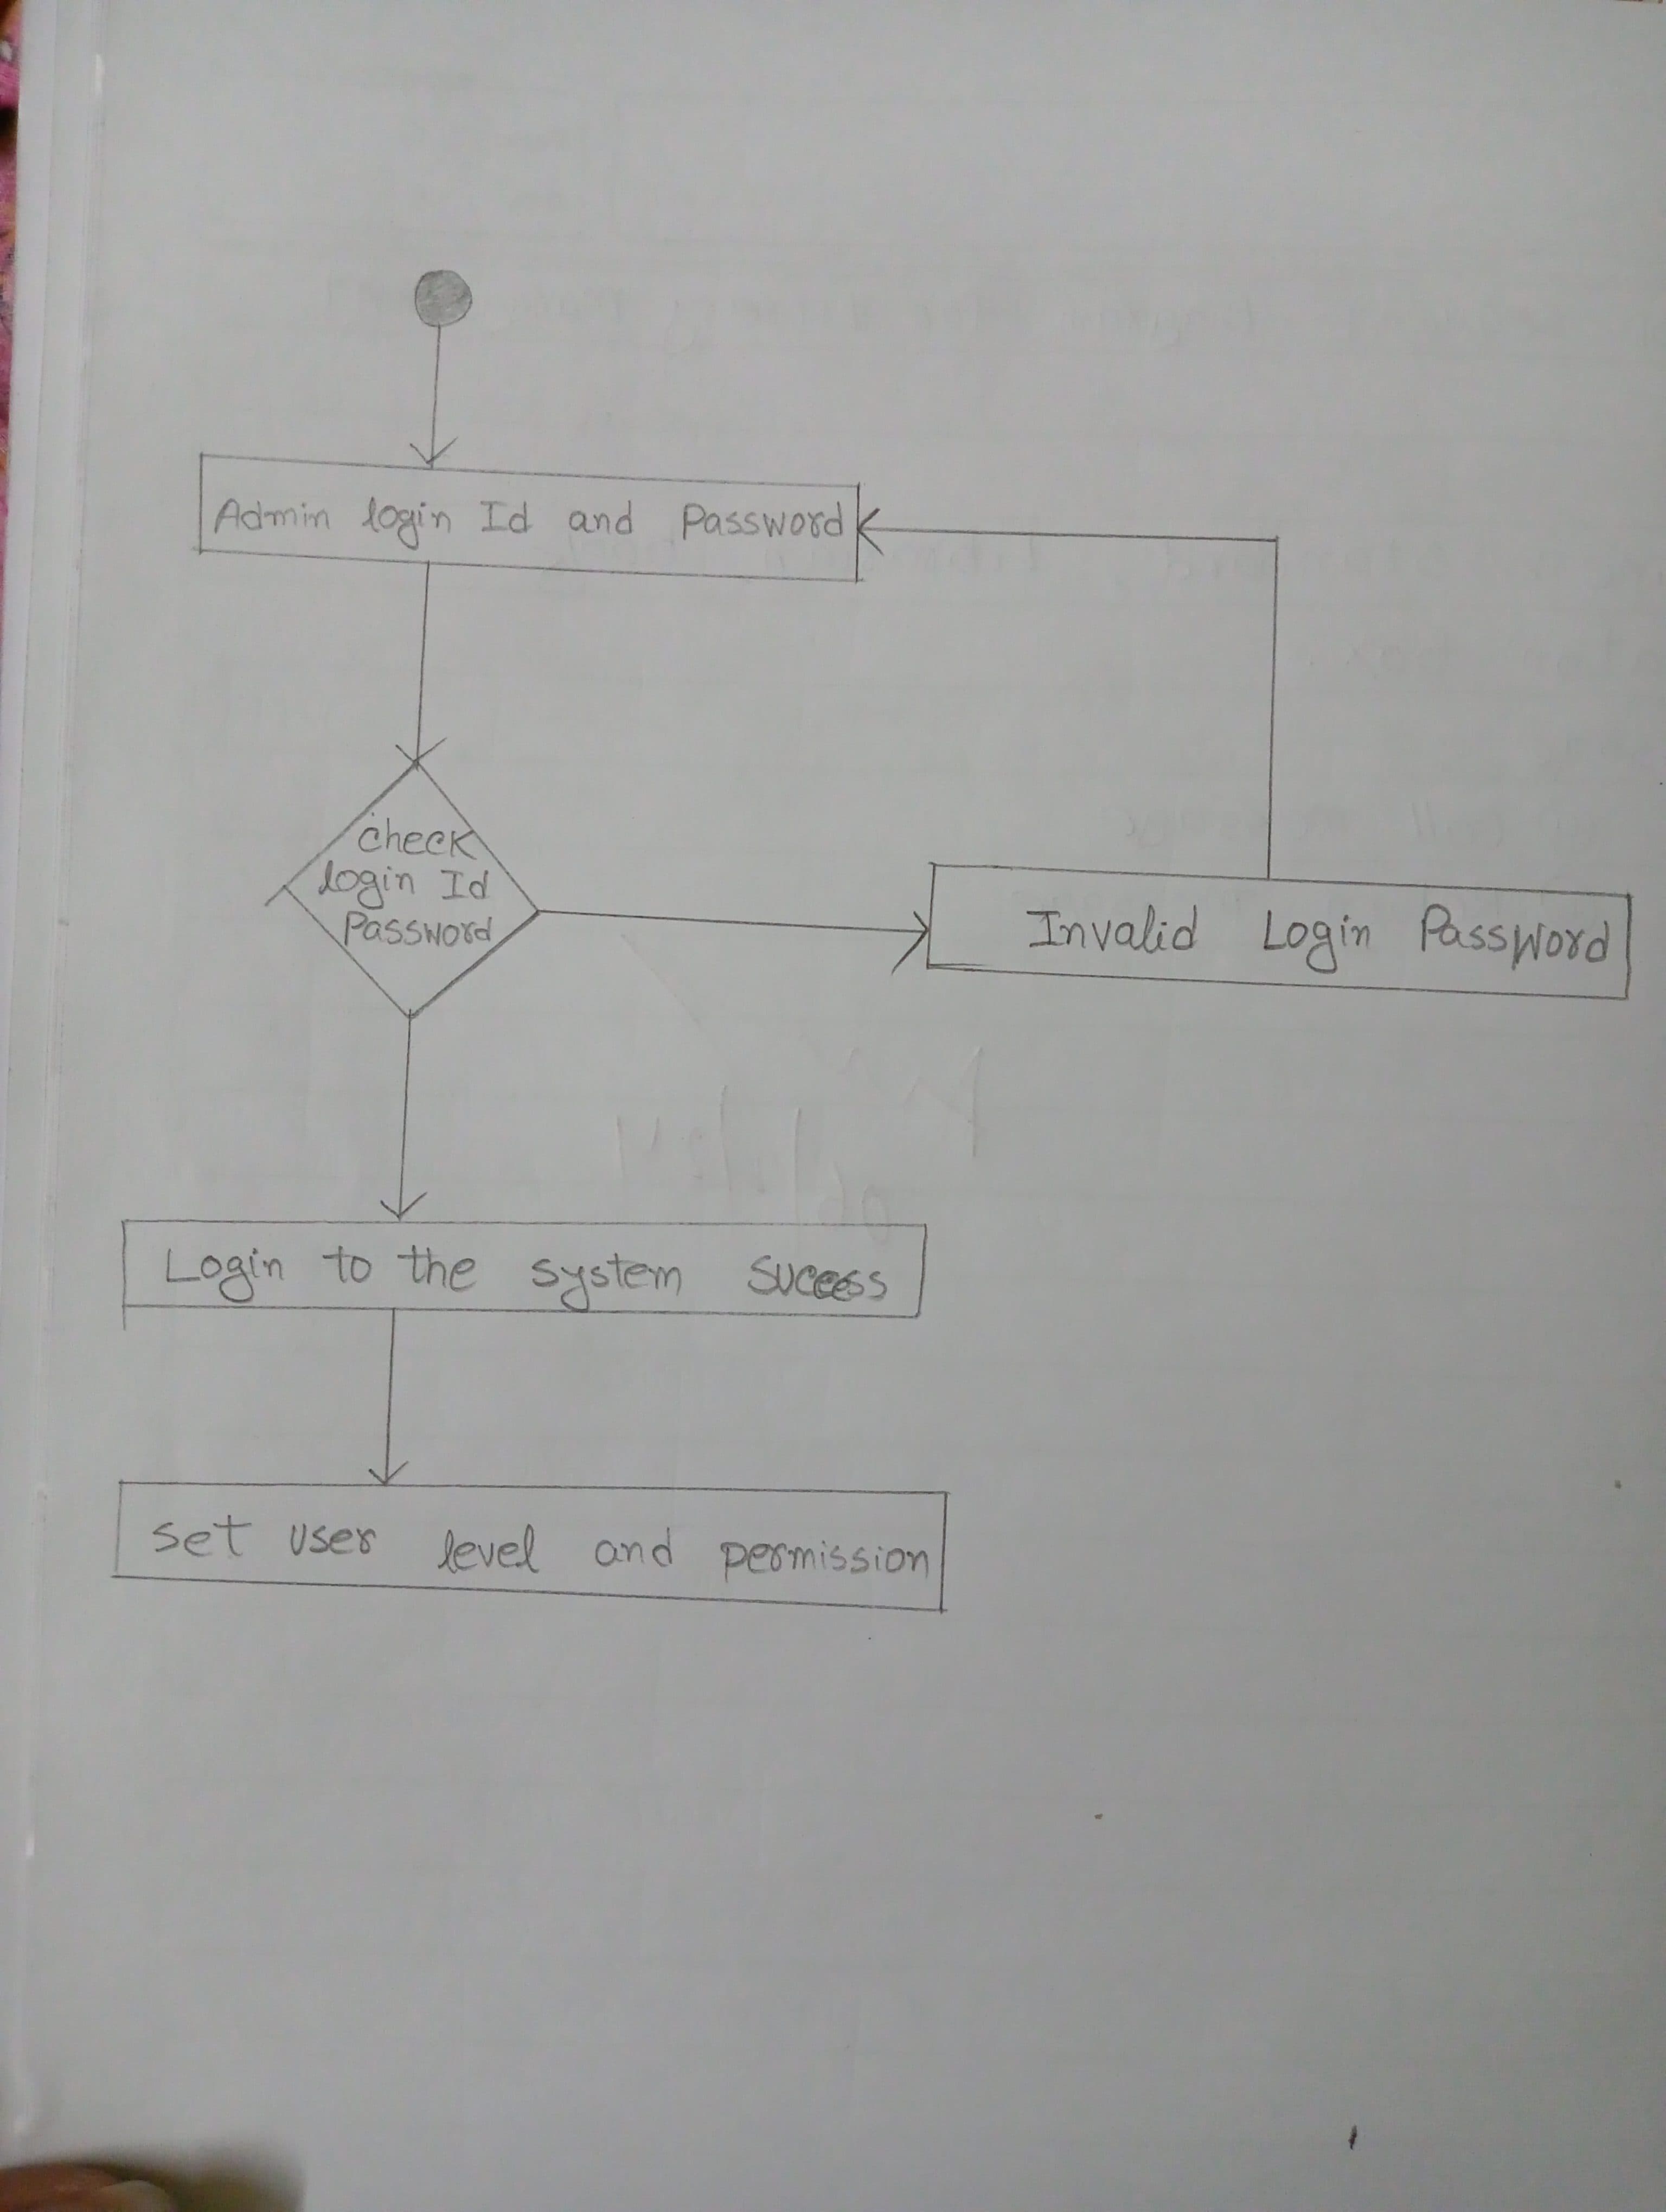 Admin login Id and Password
check
login Id
Password
Invalid Login Password
Login to the system sucess
set user level and permission